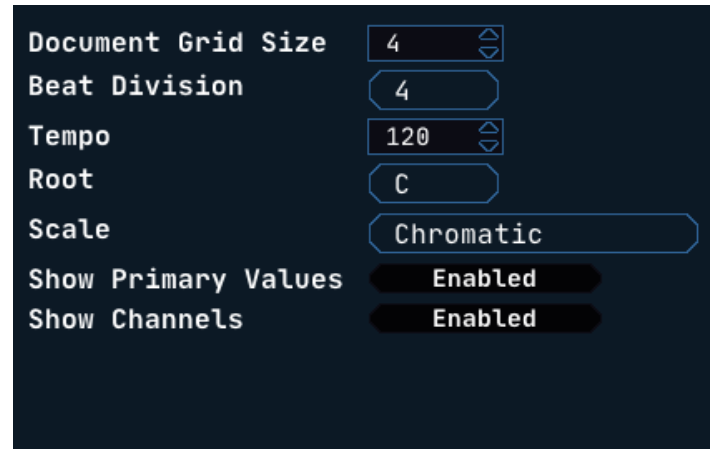 Document Grid Size 4
Beat Division 4
Tempo 120
Root C
Scale Chromatic
Show Primary Values Enabled
Show Channels Enabled